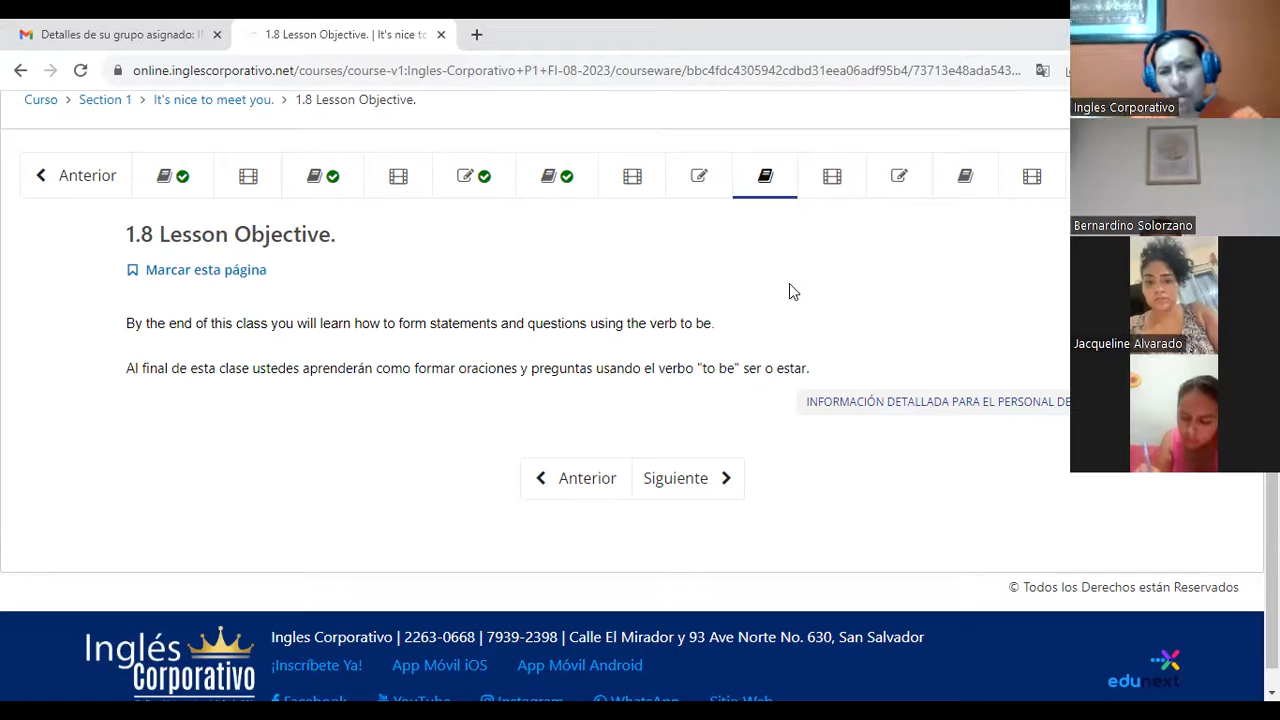 Detalles de su grupo asignado: I
1.8 Lesson Objective. | It's nice to
online.inglescorporativo.net/courses/course-v1:Ingles-Corporativo+P1+FI-08-2023/courseware/bbc4fdc4305942cdbd31eea06adf95b4/73713e48ada543...
Curso > Section 1 > It's nice to meet you. > 1.8 Lesson Objective.
Anterior
1.8 Lesson Objective.
Marcar esta página
By the end of this class you will learn how to form statements and questions using the verb to be.
Al final de esta clase ustedes aprenderán como formar oraciones y preguntas usando el verbo "to be" ser o estar.
INFORMACIÓN DETALLADA PARA EL PERSONAL DE
Anterior Siguiente
© Todos los Derechos están Reservados
Inglés Corporativo
Ingles Corporativo | 2263-0668 | 7939-2398 | Calle El Mirador y 93 Ave Norte No. 630, San Salvador
¡Inscríbete Ya! App Móvil iOS App Móvil Android
Facebook YouTube Instagram WhatsApp Sitio Web
edunext
Ingles Corporativo
Bernardino Solorzano
Jacqueline Alvarado